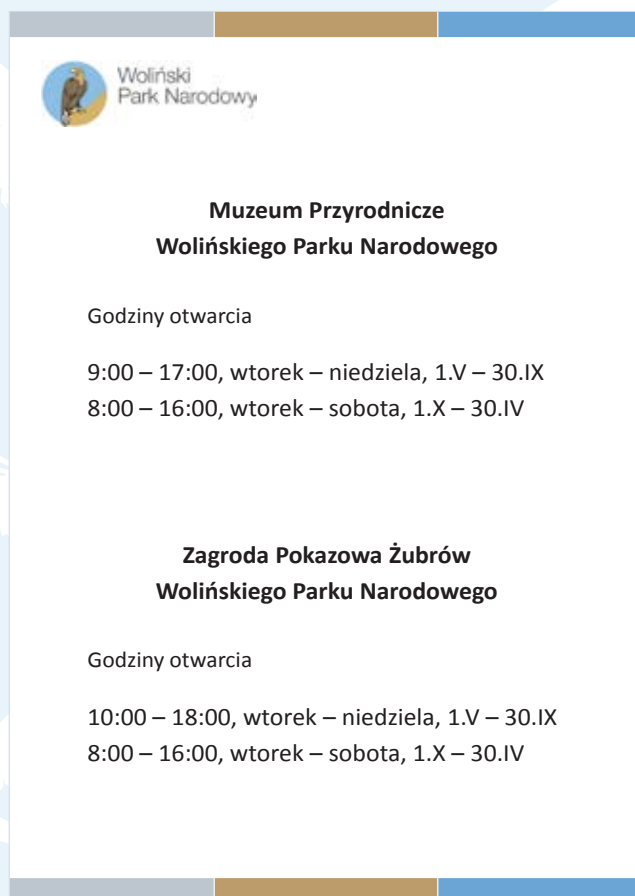 Woliński
Park Narodowy
Muzeum Przyrodnicze
Wolińskiego Parku Narodowego
Godziny otwarcia
9:00 – 17:00, wtorek – niedziela, 1.V – 30.IX
8:00 – 16:00, wtorek – sobota, 1.X – 30.IV
Zagroda Pokazowa Żubrów
Wolińskiego Parku Narodowego
Godziny otwarcia
10:00 – 18:00, wtorek – niedziela, 1.V – 30.IX
8:00 – 16:00, wtorek – sobota, 1.X – 30.IV